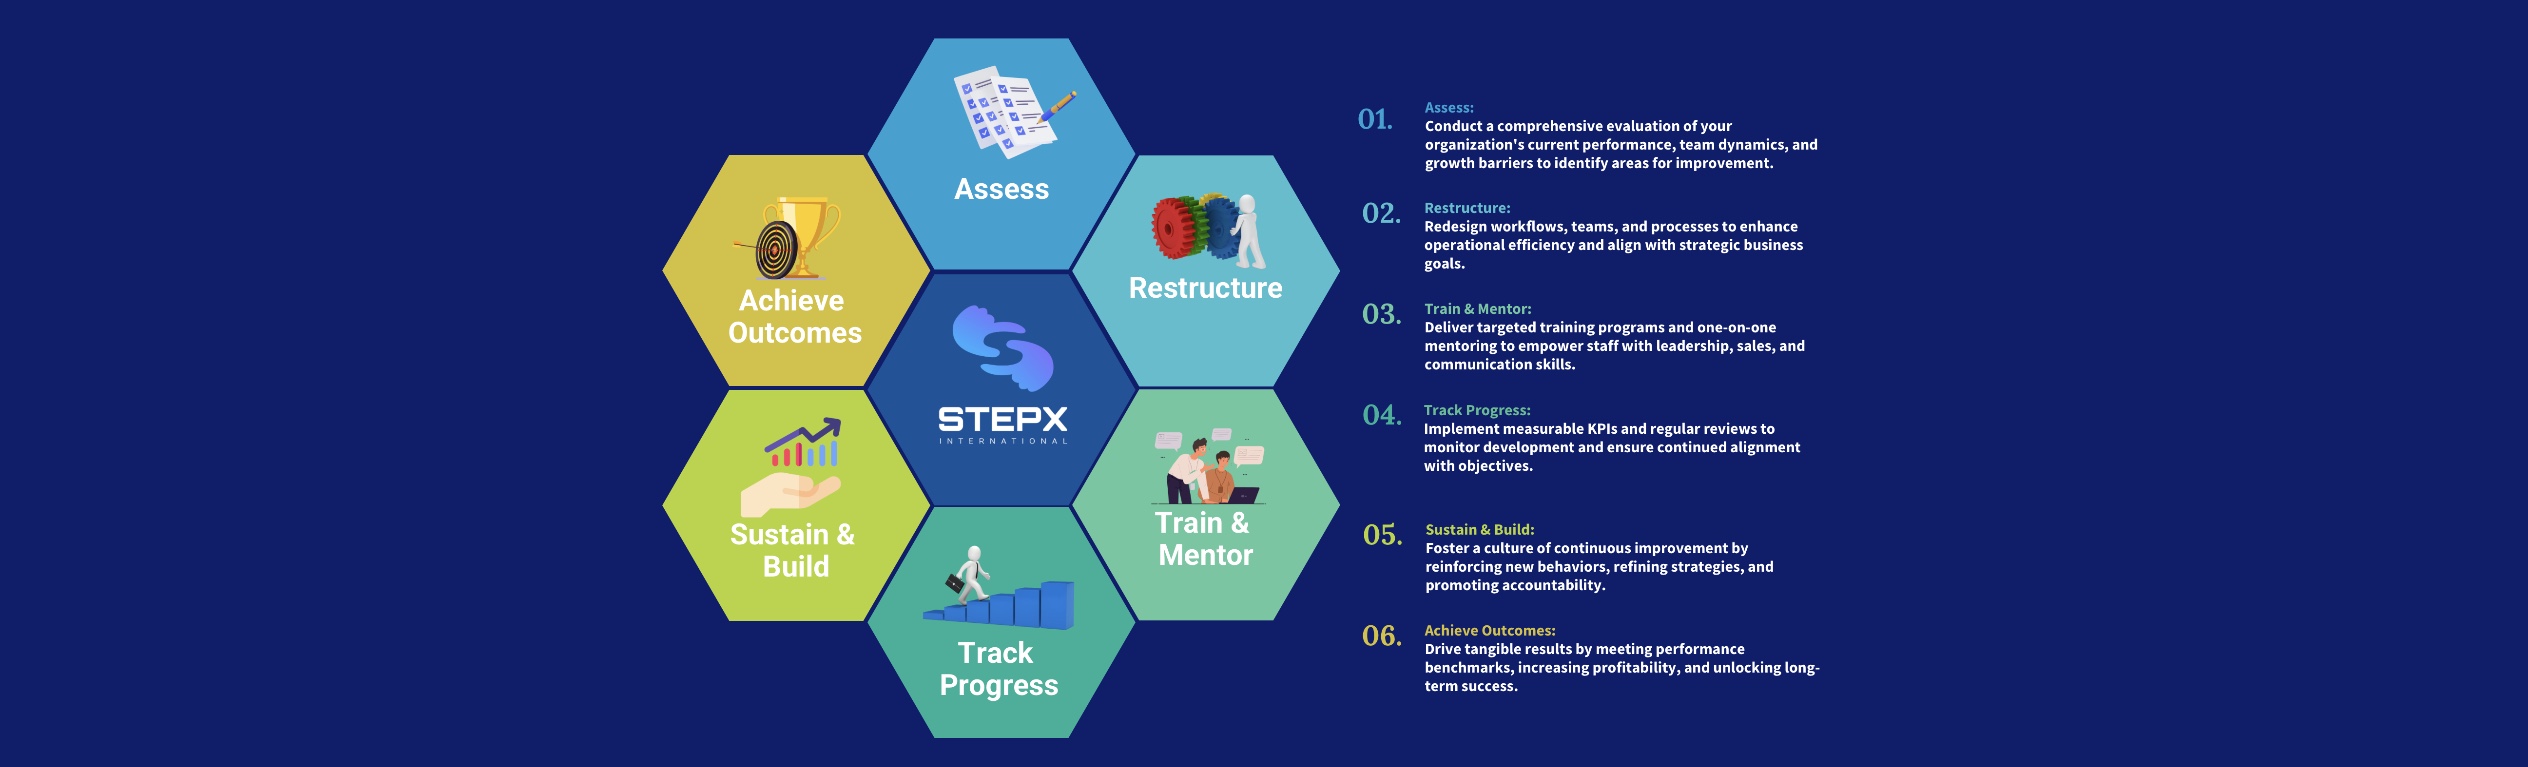 Assess
Achieve
Outcomes
Restructure
STEPX
INTERNATIONAL
Sustain &
Build
Train &
Mentor
Track
Progress
01.
Assess:
Conduct a comprehensive evaluation of your
organization's current performance, team dynamics, and
growth barriers to identify areas for improvement.
02.
Restructure:
Redesign workflows, teams, and processes to enhance
operational efficiency and align with strategic business
goals.
03.
Train & Mentor:
Deliver targeted training programs and one-on-one
mentoring to empower staff with leadership, sales, and
communication skills.
04.
Track Progress:
Implement measurable KPIs and regular reviews to
monitor development and ensure continued alignment
with objectives.
05.
Sustain & Build:
Foster a culture of continuous improvement by
reinforcing new behaviors, refining strategies, and
promoting accountability.
06.
Achieve Outcomes:
Drive tangible results by meeting performance
benchmarks, increasing profitability, and unlocking long-
term success.